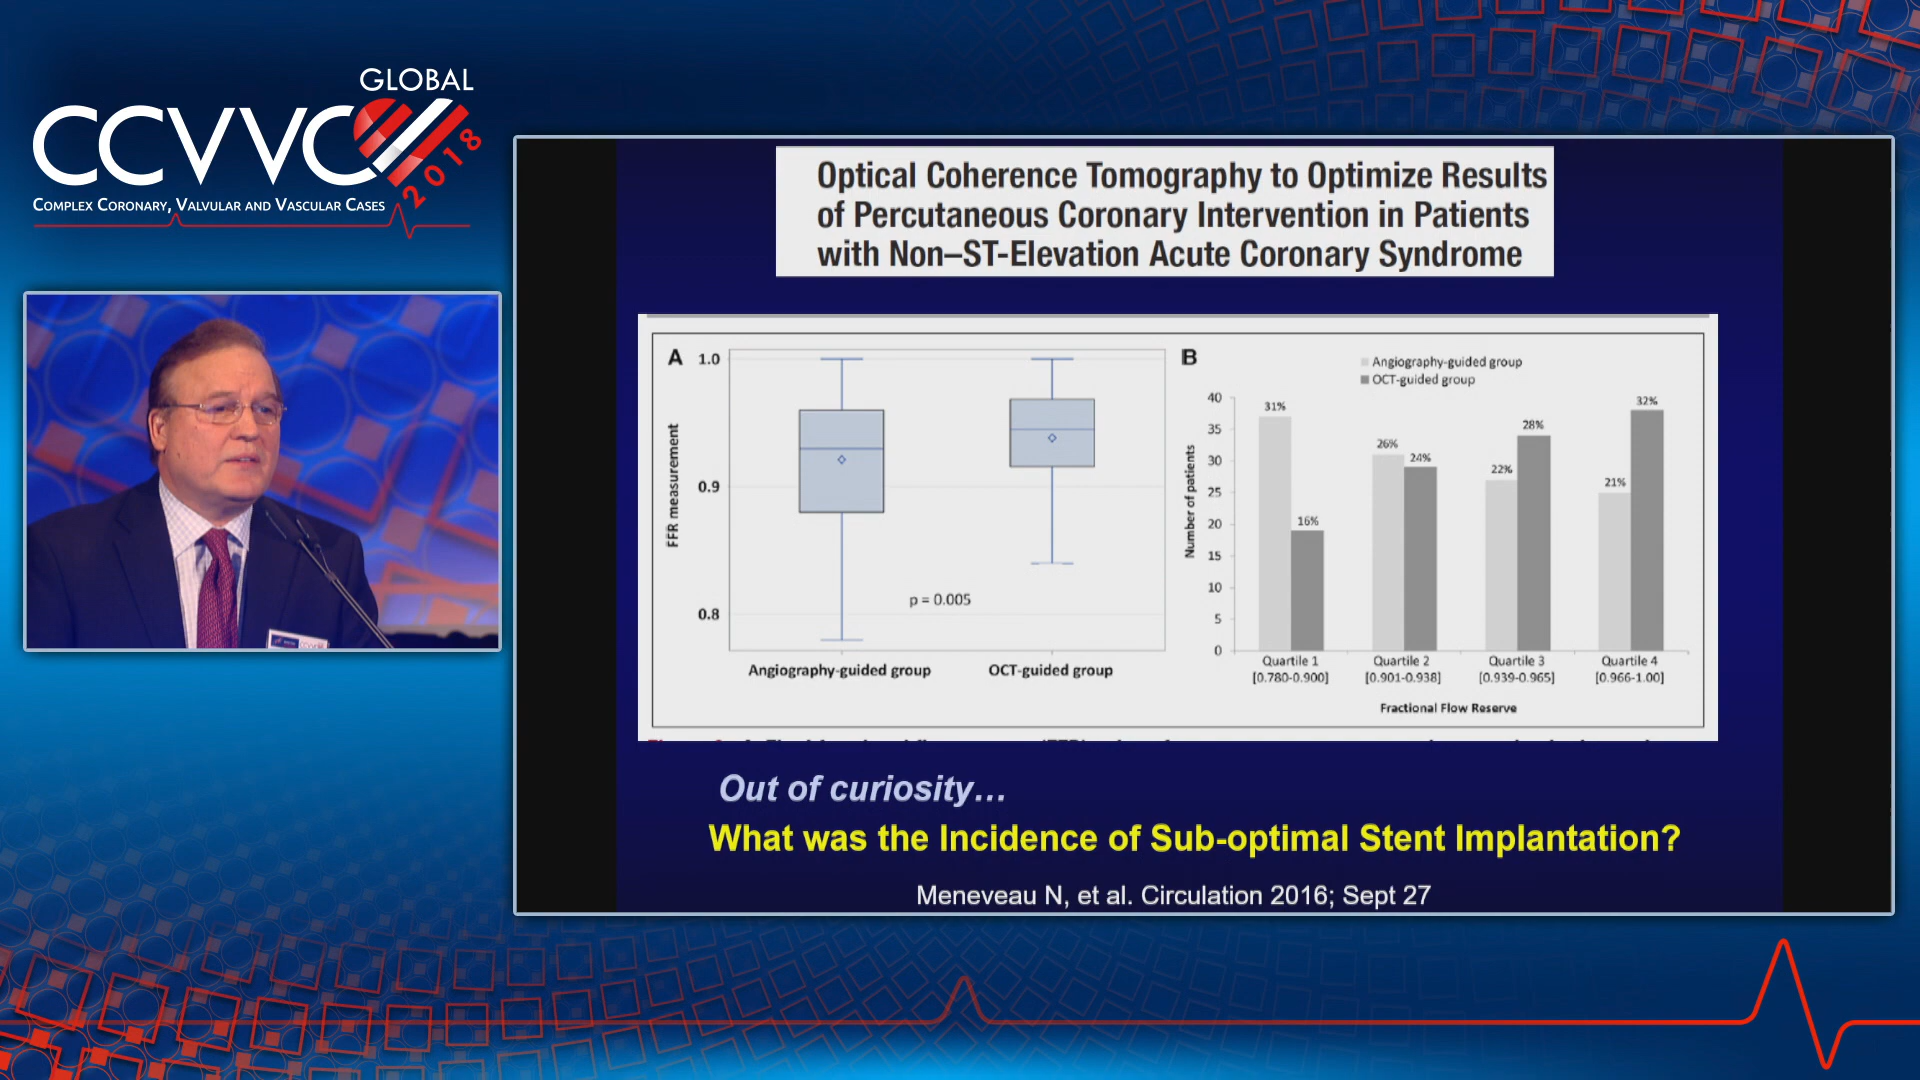 GLOBAL
CCVVC
2018
COMPLEX CORONARY, VALVULAR AND VASCULAR CASES
Optical Coherence Tomography to Optimize Results
of Percutaneous Coronary Intervention in Patients
with Non–ST-Elevation Acute Coronary Syndrome
A
1.0
0.9
0.8
FFR measurement
p = 0.005
Angiography-guided group
OCT-guided group
B
Angiography-guided group
OCT-guided group
Number of patients
40
35
30
25
20
15
10
5
0
31%
16%
26%
24%
22%
28%
21%
32%
Quartile 1
[0.780-0.900]
Quartile 2
[0.901-0.938]
Quartile 3
[0.939-0.965]
Quartile 4
[0.966-1.00]
Fractional Flow Reserve
Out of curiosity…
What was the Incidence of Sub-optimal Stent Implantation?
Meneveau N, et al. Circulation 2016; Sept 27